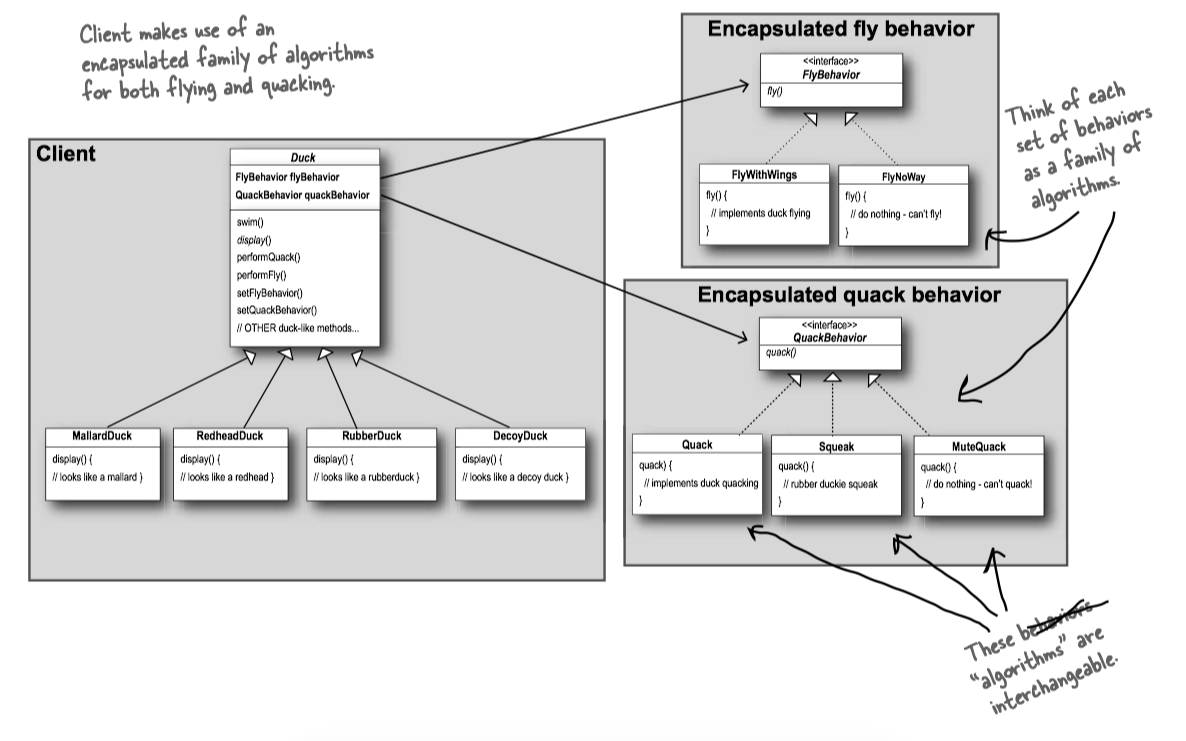 Client makes use of an
encapsulated family of algorithms
for both flying and quacking.
Client
Duck
FlyBehavior flyBehavior
QuackBehavior quackBehavior
swim()
display()
performQuack()
performFly()
setFlyBehavior()
setQuackBehavior()
// OTHER duck-like methods...
MallardDuck
display() {
// looks like a mallard }
RedheadDuck
display() {
// looks like a redhead }
RubberDuck
display() {
// looks like a rubberduck }
DecoyDuck
display() {
// looks like a decoy duck }
Encapsulated fly behavior
<<interface>>
FlyBehavior
fly()
FlyWithWings
fly() {
// implements duck flying
}
FlyNoWay
fly() {
// do nothing - can't fly!
}
Think of each
set of behaviors
as a family of
algorithms.
Encapsulated quack behavior
<<interface>>
QuackBehavior
quack()
Quack
quack) {
// implements duck quacking
}
Squeak
quack() {
// rubber duckie squeak
}
MuteQuack
quack() {
// do nothing - can't quack!
}
These behaviors
“algorithms” are
interchangeable.